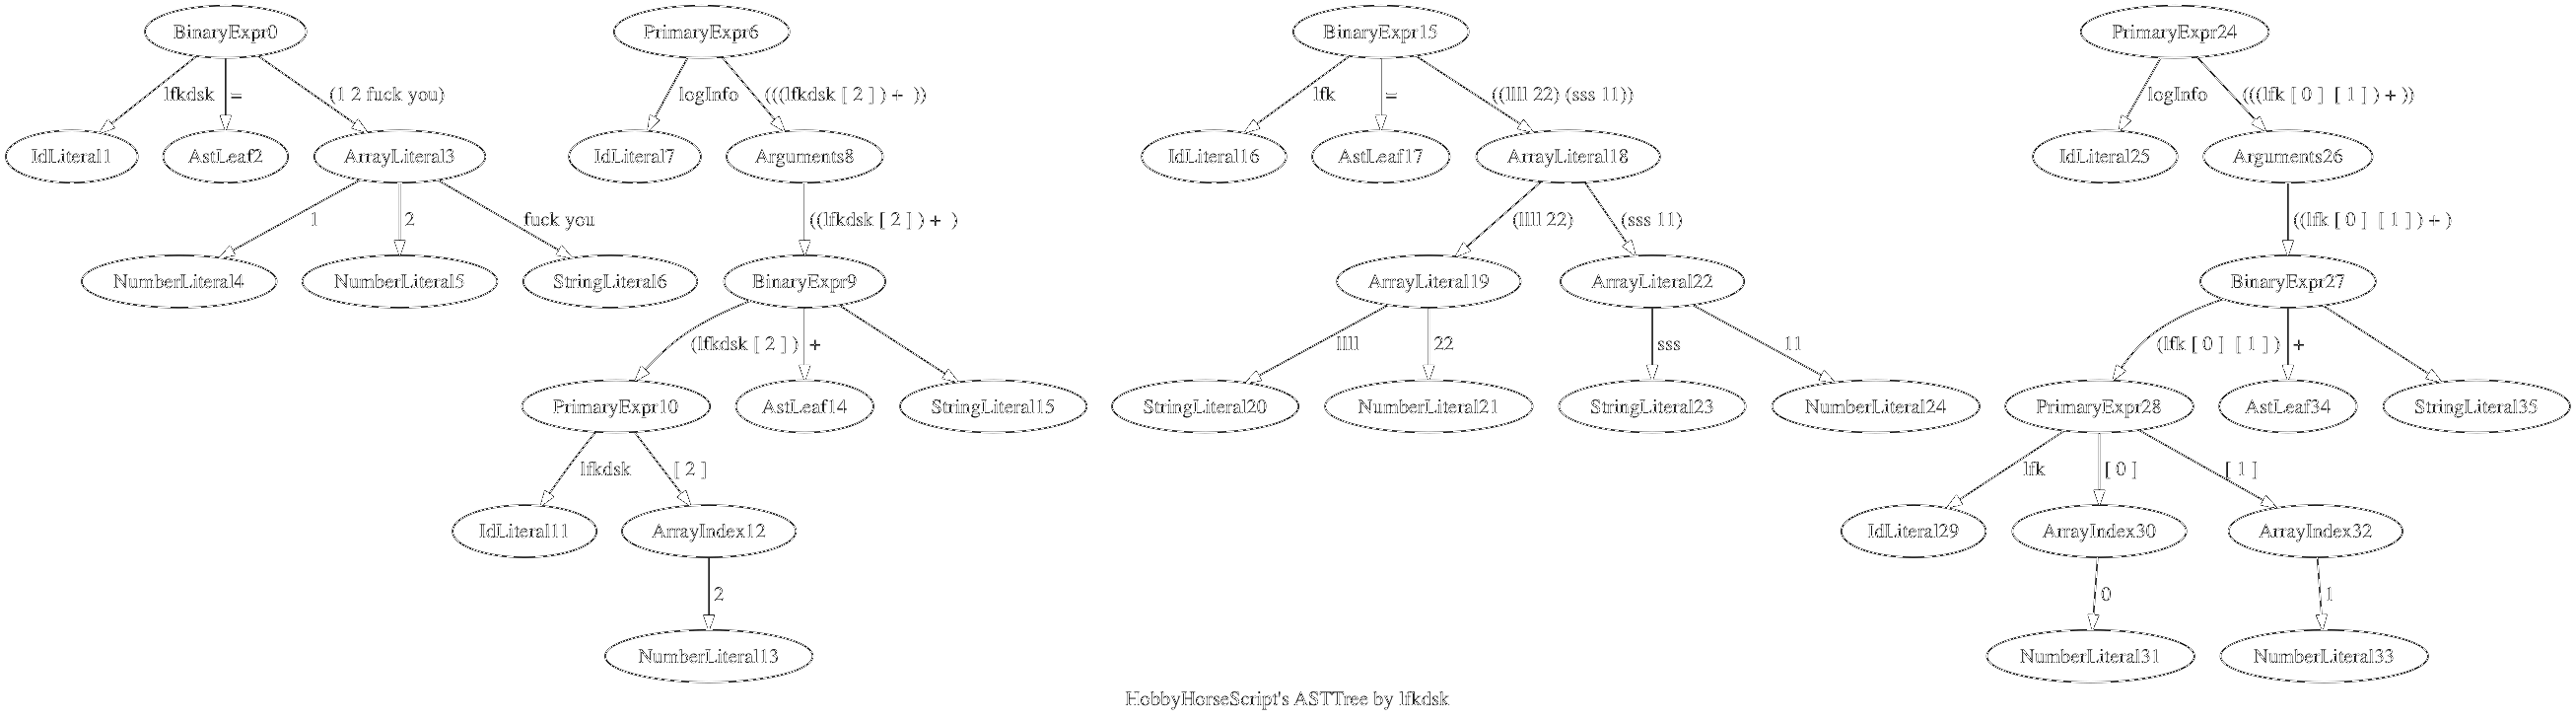 BinaryExpr0 PrimaryExpr6 BinaryExpr15 PrimaryExpr24
lfkdsk = (1 2 fuck you) logInfo (((lfkdsk [ 2 ] ) + )) lfk = ((llll 22) (sss 11)) logInfo (((lfk [ 0 ] [ 1 ] ) + ))
IdLiteral1 AstLeaf2 ArrayLiteral3 IdLiteral7 Arguments8 IdLiteral16 AstLeaf17 ArrayLiteral18 IdLiteral25 Arguments26
1 2 fuck you ((lfkdsk [ 2 ] ) + ) (llll 22) (sss 11) ((lfk [ 0 ] [ 1 ] ) + )
NumberLiteral4 NumberLiteral5 StringLiteral6 BinaryExpr9 ArrayLiteral19 ArrayLiteral22 BinaryExpr27
(lfkdsk [ 2 ] ) + llll 22 sss 11 (lfk [ 0 ] [ 1 ] ) +
PrimaryExpr10 AstLeaf14 StringLiteral15 StringLiteral20 NumberLiteral21 StringLiteral23 NumberLiteral24 PrimaryExpr28 AstLeaf34 StringLiteral35
lfkdsk [ 2 ] lfk [ 0 ] [ 1 ]
IdLiteral11 ArrayIndex12 IdLiteral29 ArrayIndex30 ArrayIndex32
2 0 1
NumberLiteral13 NumberLiteral31 NumberLiteral33
HobbyHorseScript's ASTTree by lfkdsk